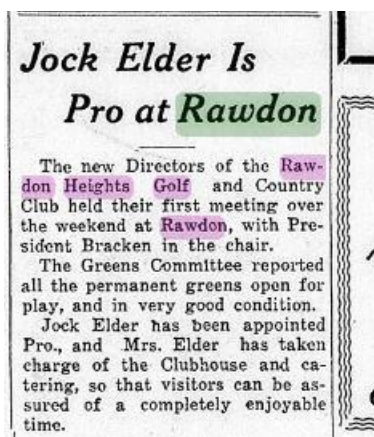 Jock Elder Is
Pro at Rawdon
The new Directors of the Raw-
don Heights Golf and Country
Club held their first meeting over
the weekend at Rawdon, with Pre-
sident Bracken in the chair.
The Greens Committee reported
all the permanent greens open for
play, and in very good condition.
Jock Elder has been appointed
Pro., and Mrs. Elder has taken
charge of the Clubhouse and ca-
tering, so that visitors can be as-
sured of a completely enjoyable
time.